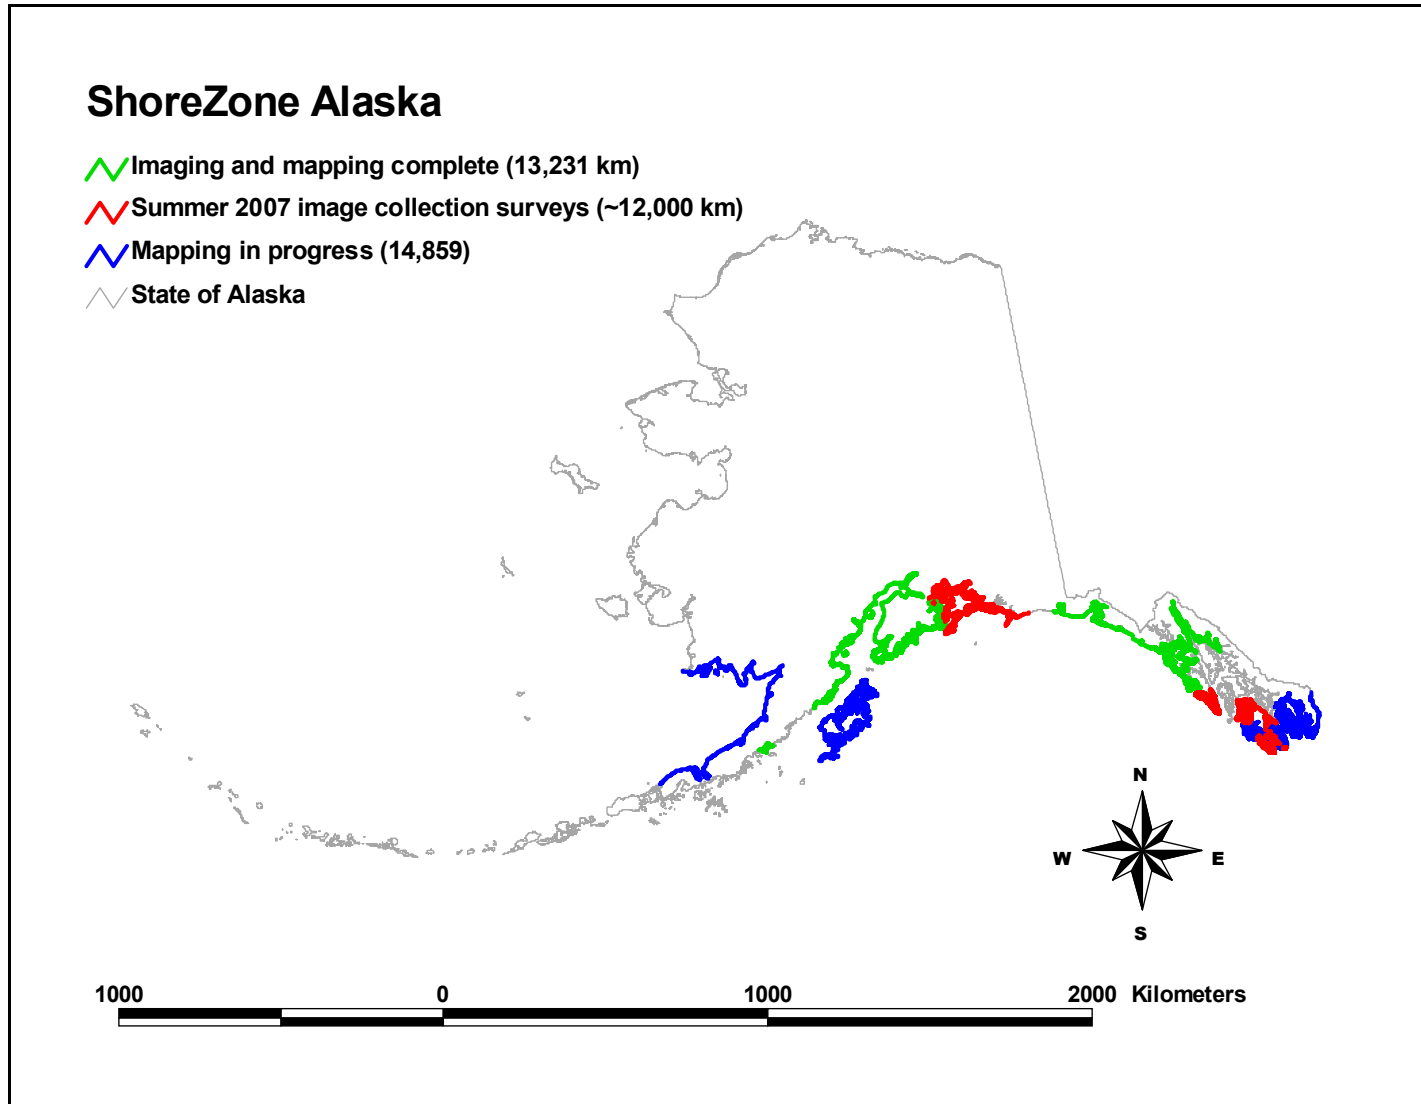 ShoreZone Alaska
Imaging and mapping complete (13,231 km)
Summer 2007 image collection surveys (~12,000 km)
Mapping in progress (14,859)
State of Alaska
N
W
E
S
1000 0 1000 2000 Kilometers